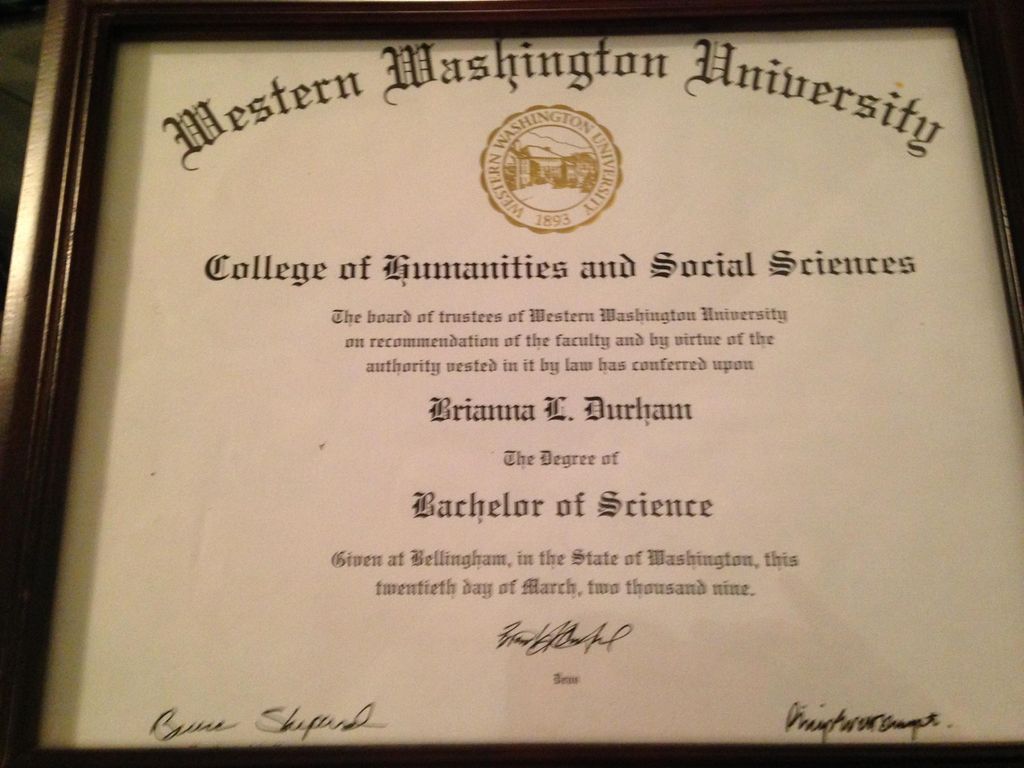 Western Washington University
WESTERN WASHINGTON UNIVERSITY
1893
College of Humanities and Social Sciences
The board of trustees of Western Washington University
on recommendation of the faculty and by virtue of the
authority vested in it by law has conferred upon
Brianna L. Durham
The Degree of
Bachelor of Science
Given at Bellingham, in the State of Washington, this
twentieth day of March, two thousand nine.
Dean
Bruce Shepard